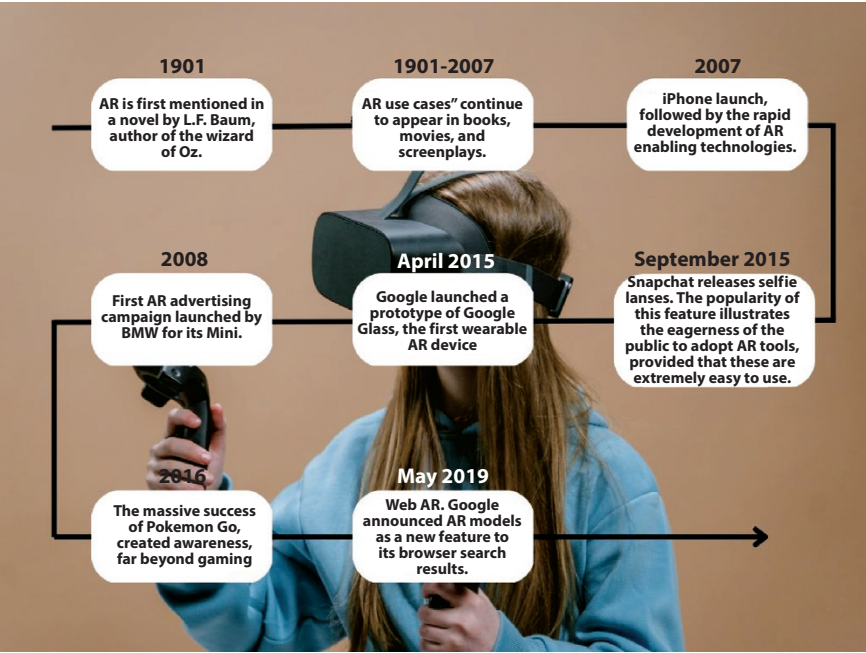 1901
AR is first mentioned in
a novel by L.F. Baum,
author of the wizard
of Oz.
1901-2007
AR use cases” continue
to appear in books,
movies, and
screenplays.
2007
iPhone launch,
followed by the rapid
development of AR
enabling technologies.
2008
First AR advertising
campaign launched by
BMW for its Mini.
April 2015
Google launched a
prototype of Google
Glass, the first wearable
AR device
September 2015
Snapchat releases selfie
lanses. The popularity of
this feature illustrates
the eagerness of the
public to adopt AR tools,
provided that these are
extremely easy to use.
2016
The massive success
of Pokemon Go,
created awareness,
far beyond gaming
May 2019
Web AR. Google
announced AR models
as a new feature to
its browser search
results.